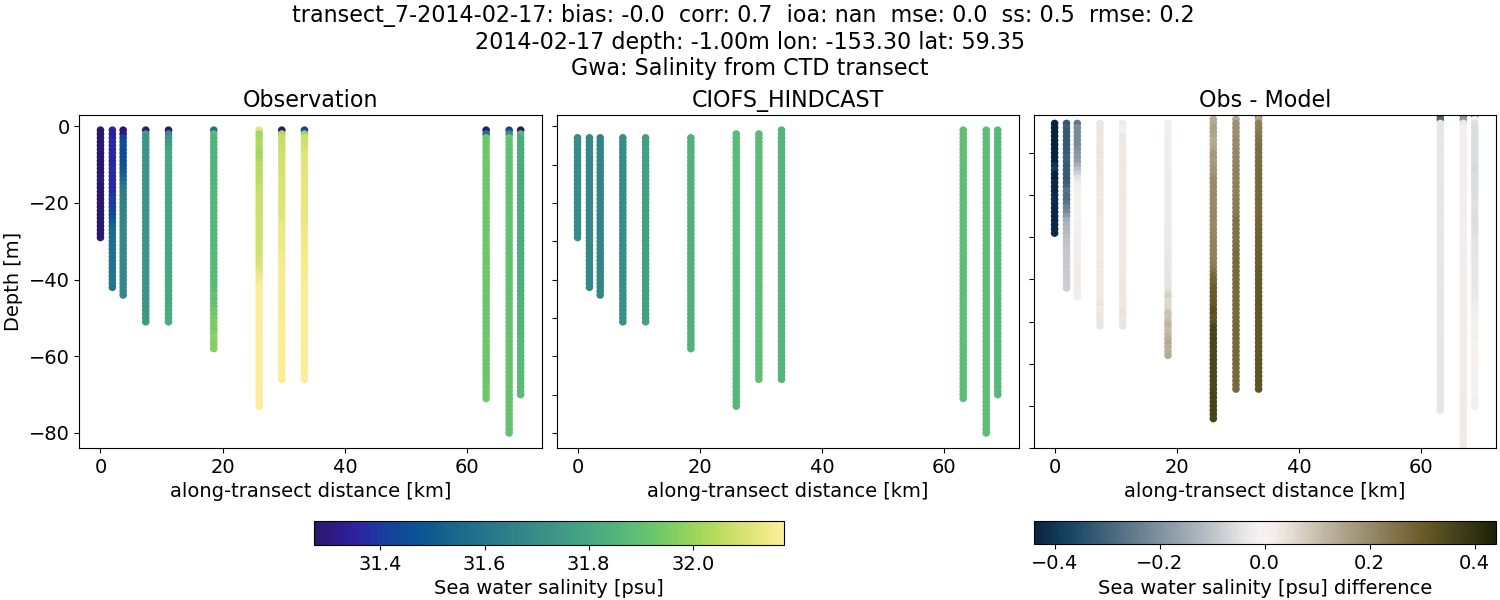 transect_7-2014-02-17: bias: -0.0  corr: 0.7  ioa: nan  mse: 0.0  ss: 0.5  rmse: 0.2
2014-02-17 depth: -1.00m lon: -153.30 lat: 59.35
Gwa: Salinity from CTD transect
Observation
CIOFS_HINDCAST
Obs - Model
Depth [m]
0
−20
−40
−60
−80
0 20 40 60
0 20 40 60
0 20 40 60
along-transect distance [km]
along-transect distance [km]
along-transect distance [km]
31.4 31.6 31.8 32.0
Sea water salinity [psu]
−0.4 −0.2 0.0 0.2 0.4
Sea water salinity [psu] difference